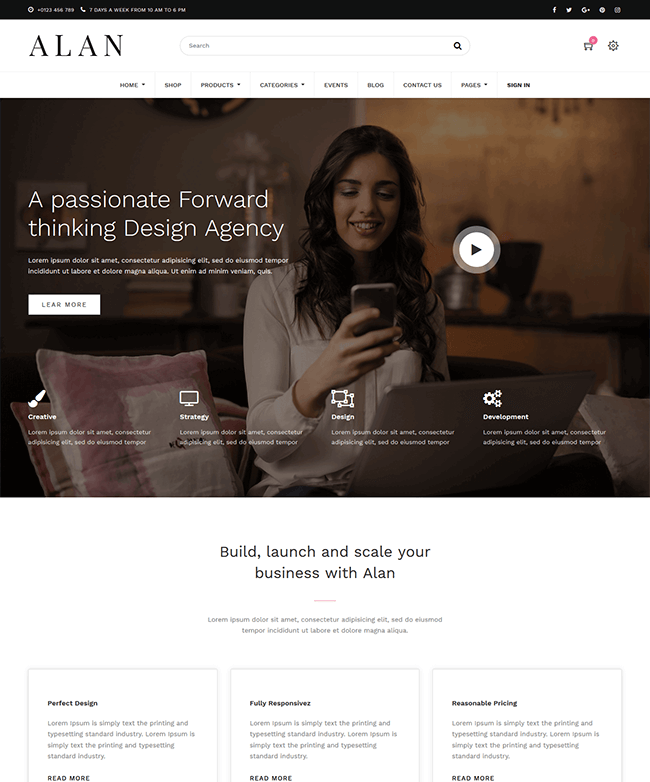 +0123 456 789 7 DAYS A WEEK FROM 10 AM TO 6 PM
ALAN
Search
0
HOME SHOP PRODUCTS CATEGORIES EVENTS BLOG CONTACT US PAGES SIGN IN
A passionate Forward
thinking Design Agency
Lorem ipsum dolor sit amet, consectetur adipisicing elit, sed do eiusmod tempor
incididunt ut labore et dolore magna aliqua. Ut enim ad minim veniam, quis.
LEAR MORE
Creative Strategy Design Development
Lorem ipsum dolor sit amet, consectetur Lorem ipsum dolor sit amet, consectetur Lorem ipsum dolor sit amet, consectetur Lorem ipsum dolor sit amet, consectetur
adipisicing elit, sed do eiusmod tempor adipisicing elit, sed do eiusmod tempor adipisicing elit, sed do eiusmod tempor adipisicing elit, sed do eiusmod tempor
Build, launch and scale your
business with Alan
Lorem ipsum dolor sit amet, consectetur adipisicing elit, sed do eiusmod
tempor incididunt ut labore et dolore magna aliqua.
Perfect Design
Lorem Ipsum is simply text the printing and
typesetting standard industry. Lorem Ipsum is
simply text the printing and typesetting
standard industry.
READ MORE
Fully Responsivez
Lorem Ipsum is simply text the printing and
typesetting standard industry. Lorem Ipsum is
simply text the printing and typesetting
standard industry.
READ MORE
Reasonable Pricing
Lorem Ipsum is simply text the printing and
typesetting standard industry. Lorem Ipsum is
simply text the printing and typesetting
standard industry.
READ MORE